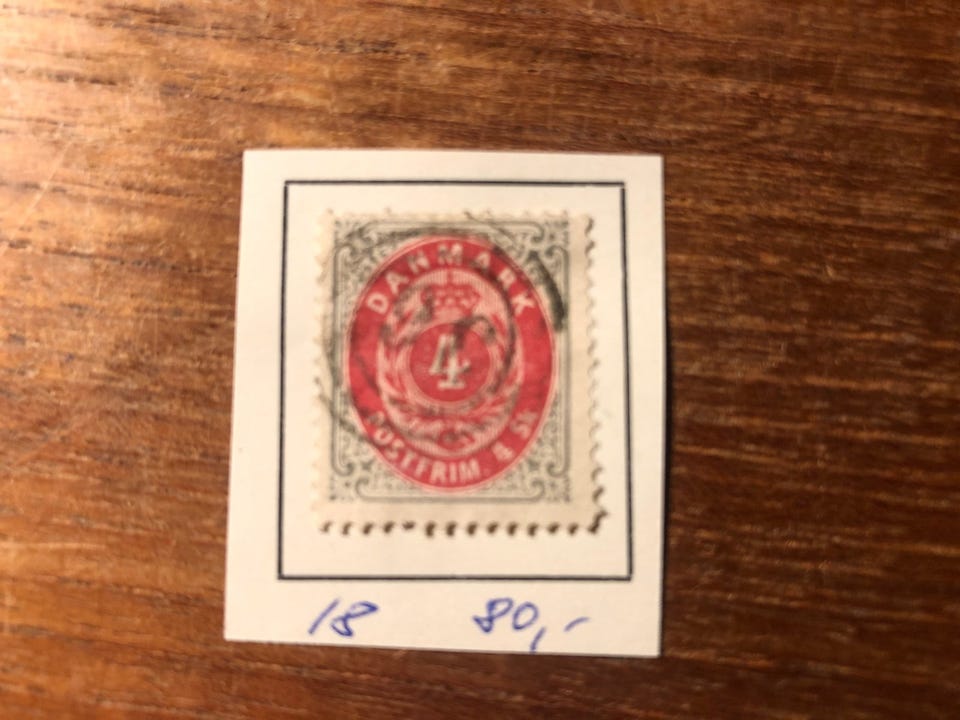 DANMARK
4
POSTFRIM 4 Sk
18 80,-